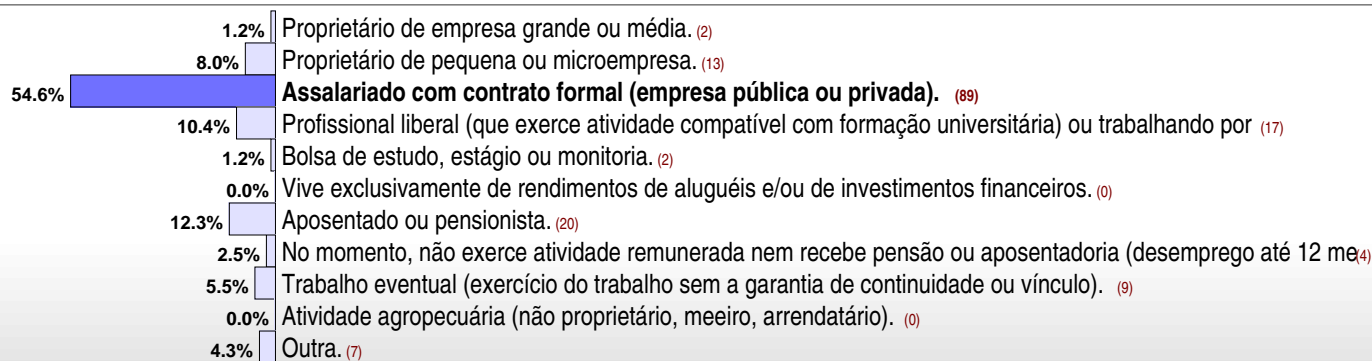 1.2% Proprietário de empresa grande ou média. (2)
8.0% Proprietário de pequena ou microempresa. (13)
54.6% Assalariado com contrato formal (empresa pública ou privada). (89)
10.4% Profissional liberal (que exerce atividade compatível com formação universitária) ou trabalhando por (17)
1.2% Bolsa de estudo, estágio ou monitoria. (2)
0.0% Vive exclusivamente de rendimentos de aluguéis e/ou de investimentos financeiros. (0)
12.3% Aposentado ou pensionista. (20)
2.5% No momento, não exerce atividade remunerada nem recebe pensão ou aposentadoria (desemprego até 12 me(4)
5.5% Trabalho eventual (exercício do trabalho sem a garantia de continuidade ou vínculo). (9)
0.0% Atividade agropecuária (não proprietário, meeiro, arrendatário). (0)
4.3% Outra. (7)